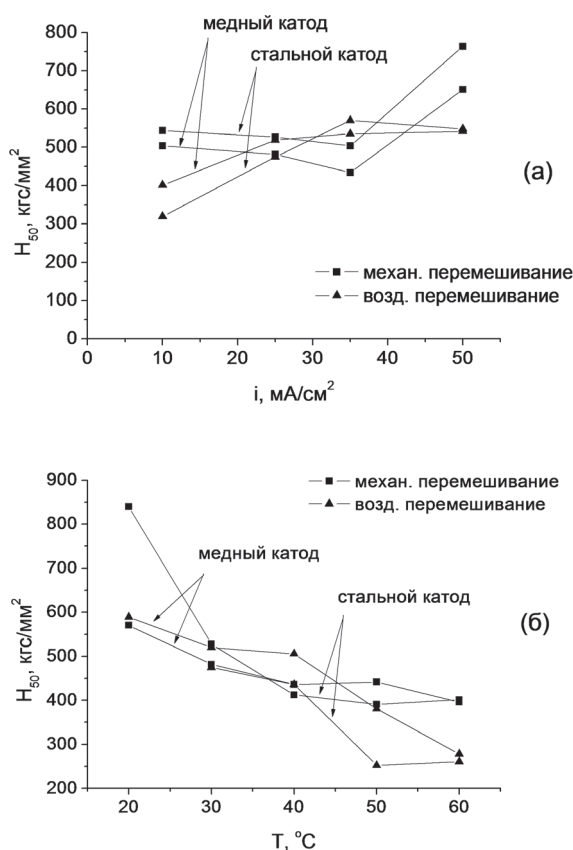 800
медный катод
стальной катод
700
600
500
400
300
200
100
0
H50, кгс/мм2
(а)
механ. перемешивание
возд. перемешивание
0 10 20 30 40 50
i, мА/см2
900
800
700
600
500
400
300
200
H50, кгс/мм2
механ. перемешивание
возд. перемешивание
медный катод
стальной катод
(б)
20 30 40 50 60
T, °C